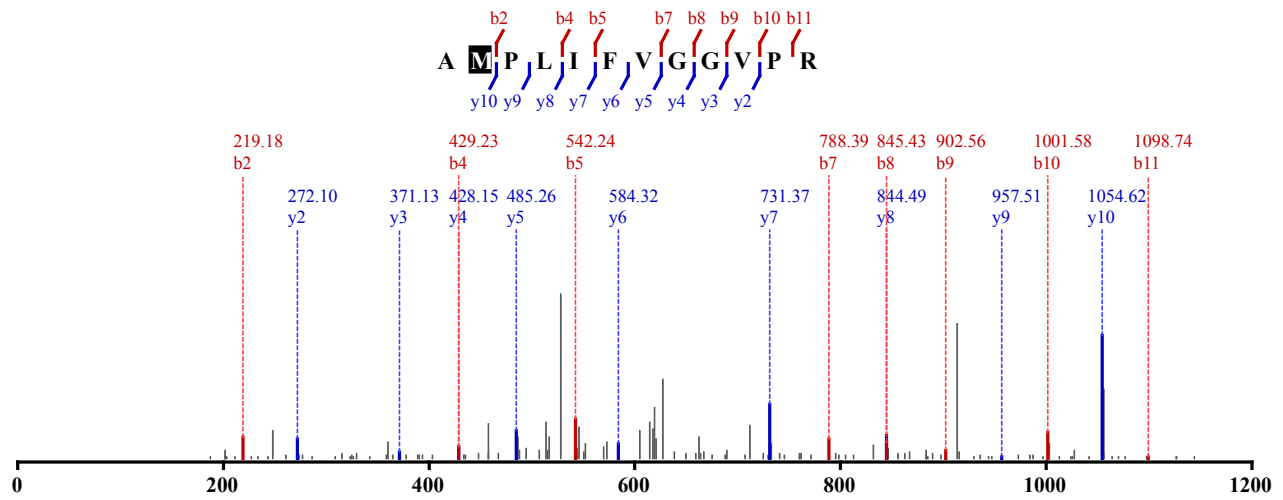 b2 b4 b5 b7 b8 b9 b10 b11
A M P L I F V G G V P R
y10 y9 y8 y7 y6 y5 y4 y3 y2
219.18 429.23 542.24 788.39 845.43 902.56 1001.58 1098.74
b2 b4 b5 b7 b8 b9 b10 b11
272.10 371.13 428.15 485.26 584.32 731.37 844.49 957.51 1054.62
y2 y3 y4 y5 y6 y7 y8 y9 y10
0 200 400 600 800 1000 1200